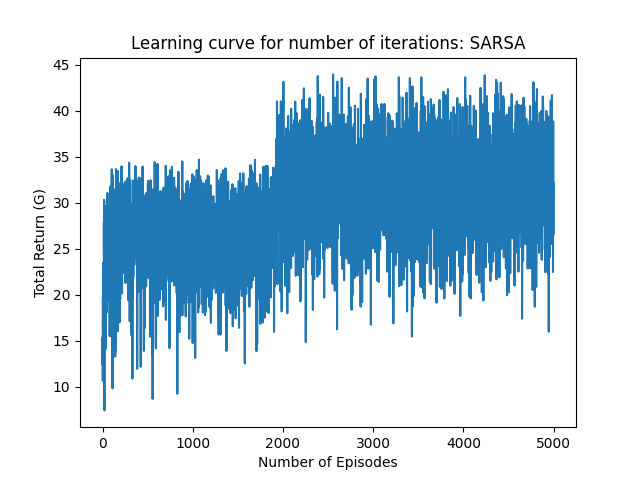 Learning curve for number of iterations: SARSA
45
40
35
30
25
20
15
10
Total Return (G)
0 1000 2000 3000 4000 5000
Number of Episodes